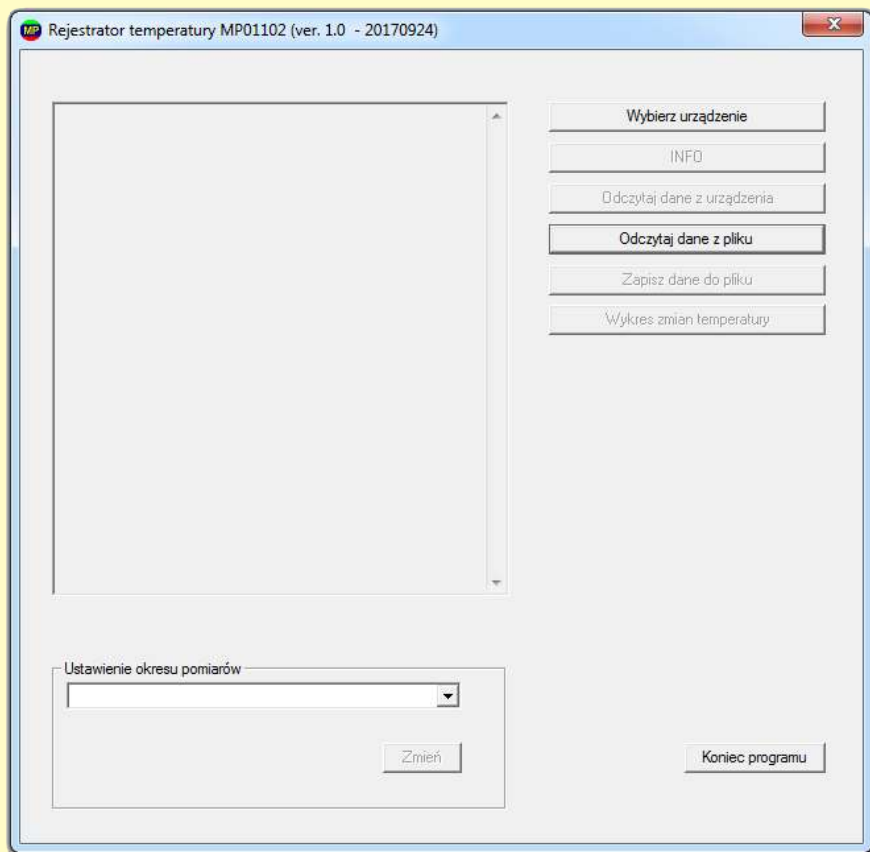 MP Rejestrator temperatury MP01102 (ver. 1.0 - 20170924)
Wybierz urządzenie
INFO
Odczytaj dane z urządzenia
Odczytaj dane z pliku
Zapisz dane do pliku
Wykres zmian temperatury
Ustawienie okresu pomiarów
Zmień
Koniec programu